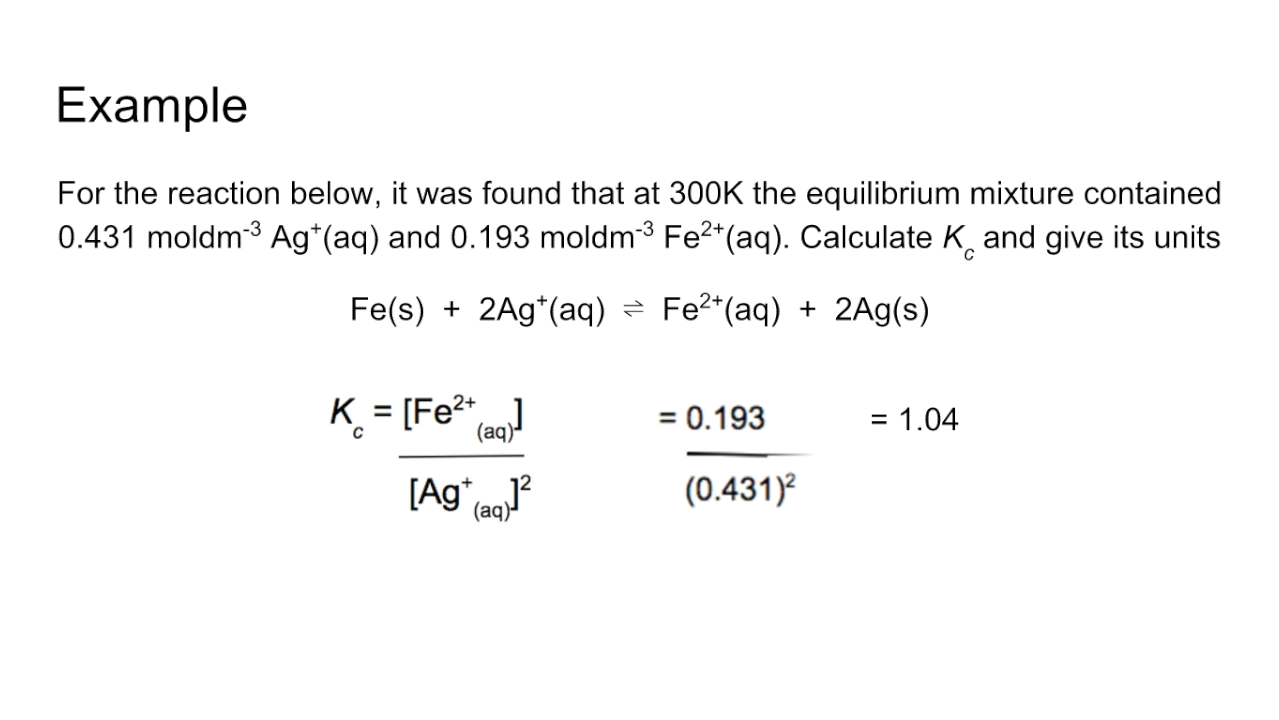 Example
For the reaction below, it was found that at 300K the equilibrium mixture contained
0.431 moldm⁻³ Ag⁺(aq) and 0.193 moldm⁻³ Fe²⁺(aq). Calculate K꜀ and give its units
Fe(s) + 2Ag⁺(aq) ⇌ Fe²⁺(aq) + 2Ag(s)
K꜀ = [Fe²⁺(aq)] = 0.193 = 1.04
[Ag⁺(aq)]² (0.431)²